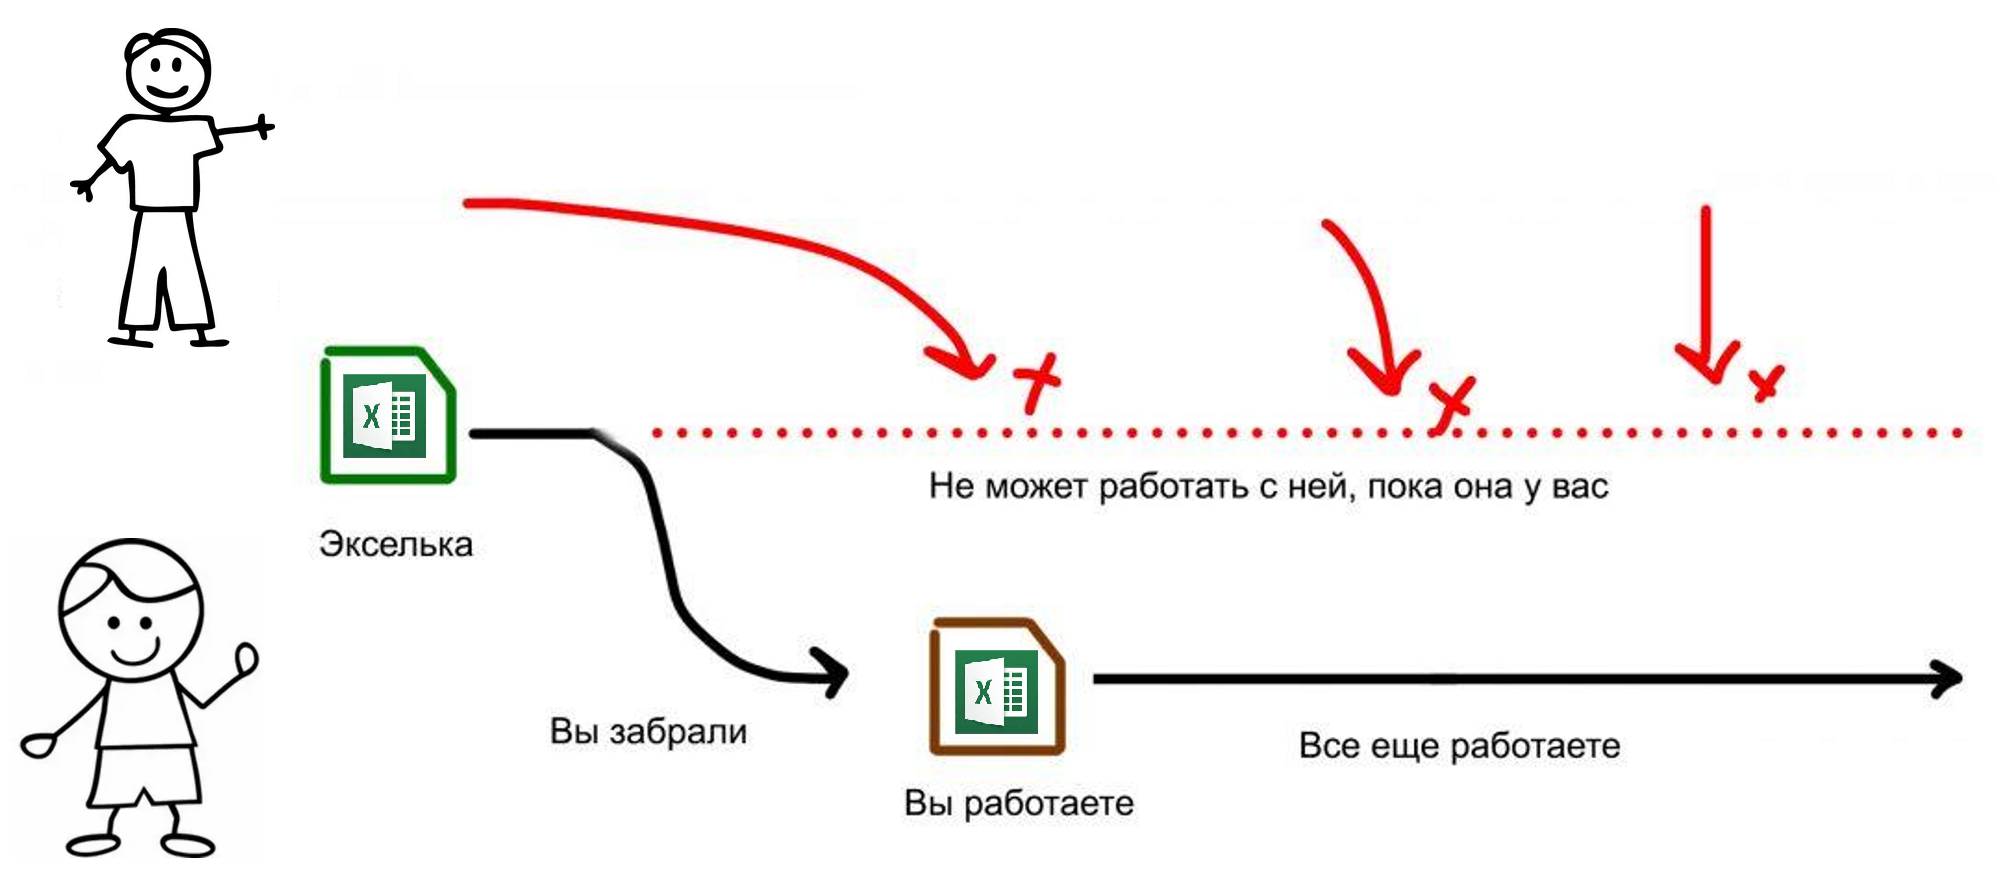 Не может работать с ней, пока она у вас
Экселька
Вы забрали
Все еще работаете
Вы работаете